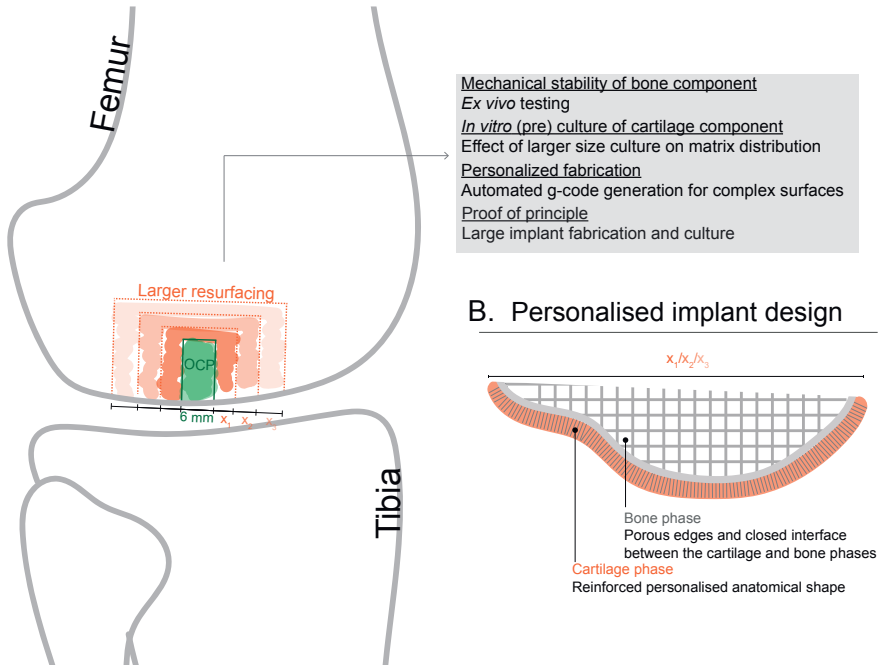 Femur
Mechanical stability of bone component
Ex vivo testing
In vitro (pre) culture of cartilage component
Effect of larger size culture on matrix distribution
Personalized fabrication
Automated g-code generation for complex surfaces
Proof of principle
Large implant fabrication and culture
Larger resurfacing
OCP
6 mm x₁ x₂ x₃
Tibia
B. Personalised implant design
x₁/x₂/x₃
Bone phase
Porous edges and closed interface
between the cartilage and bone phases
Cartilage phase
Reinforced personalised anatomical shape